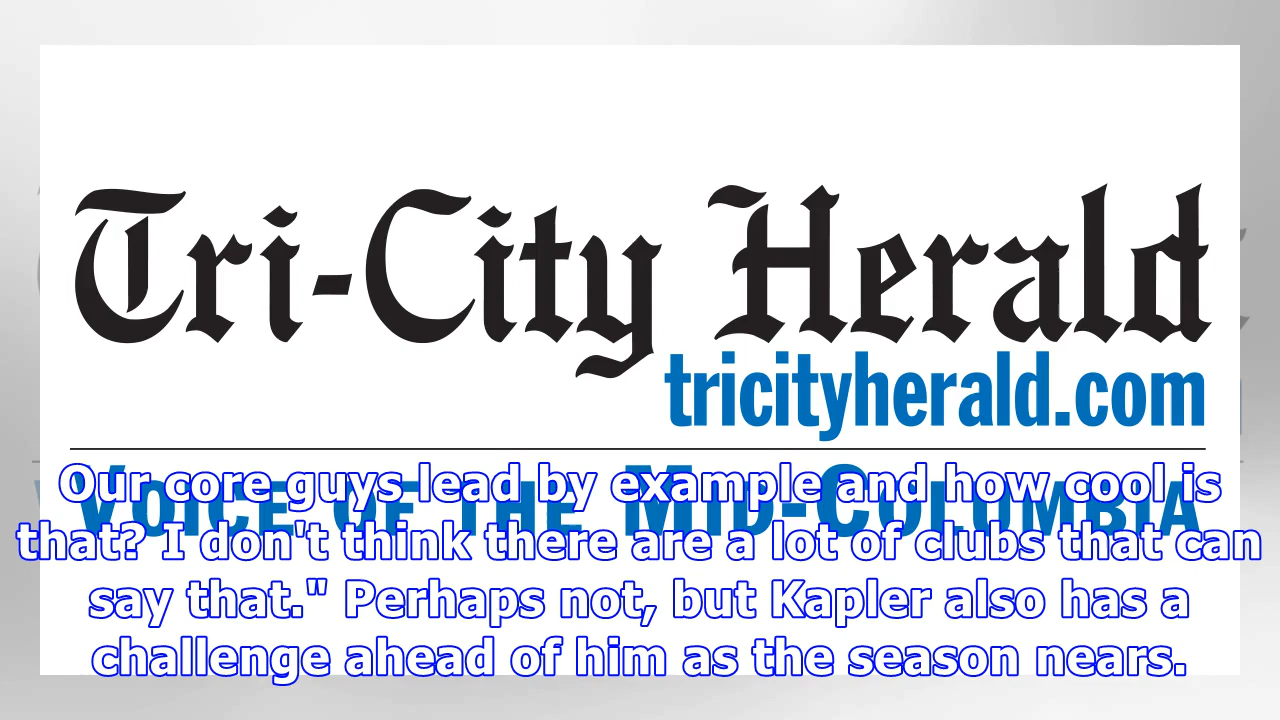 Tri-City Herald
tricityherald.com
VOICE OF THE MID-COLUMBIA
Our core guys lead by example and how cool is
that? I don't think there are a lot of clubs that can
say that." Perhaps not, but Kapler also has a
challenge ahead of him as the season nears.